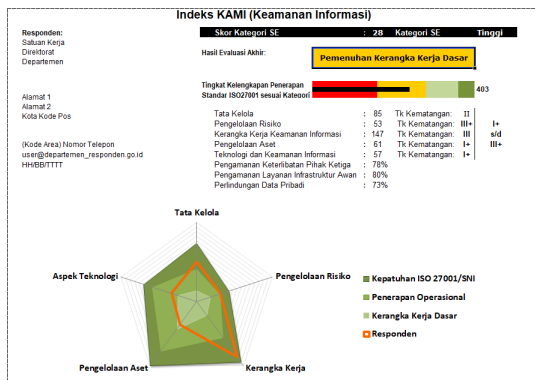 Indeks KAMI (Keamanan Informasi)
Responden:
Satuan Kerja
Direktorat
Departemen
Alamat 1
Alamat 2
Kota Kode Pos
(Kode Area) Nomor Telepon
user@departemen_responden.go.id
HH/BB/TTTT
Skor Kategori SE : 28 Kategori SE Tinggi
Hasil Evaluasi Akhir: Pemenuhan Kerangka Kerja Dasar
Tingkat Kelengkapan Penerapan
Standar ISO27001 sesuai Kategori 403
Tata Kelola : 85 Tk Kematangan: II
Pengelolaan Risiko : 53 Tk Kematangan: III+ I+
Kerangka Kerja Keamanan Informasi : 147 Tk Kematangan: III s/d
Pengelolaan Aset : 61 Tk Kematangan: I+ III+
Teknologi dan Keamanan Informasi : 57 Tk Kematangan: I+
Pengamanan Keterlibatan Pihak Ketiga : 78%
Pengamanan Layanan Infrastruktur Awan : 80%
Perlindungan Data Pribadi : 73%
Tata Kelola
Pengelolaan Risiko
Kerangka Kerja
Pengelolaan Aset
Aspek Teknologi
Kepatuhan ISO 27001/SNI
Penerapan Operasional
Kerangka Kerja Dasar
Responden